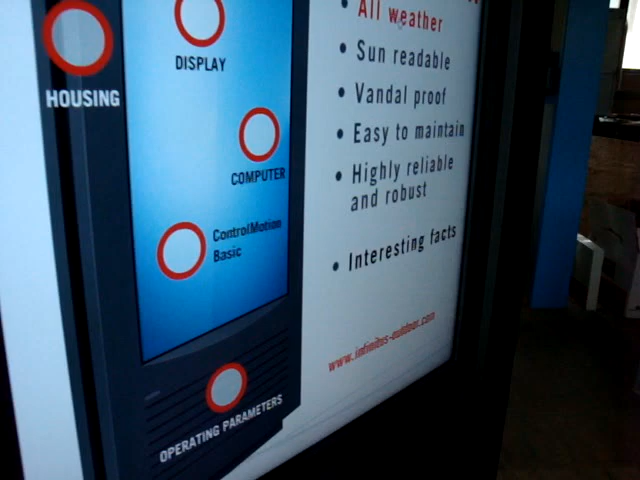 HOUSING
DISPLAY
COMPUTER
ControlMotion
Basic
OPERATING PARAMETERS
• All weather
• Sun readable
• Vandal proof
• Easy to maintain
• Highly reliable
and robust
• Interesting facts
www.infinitus-outdoor.com